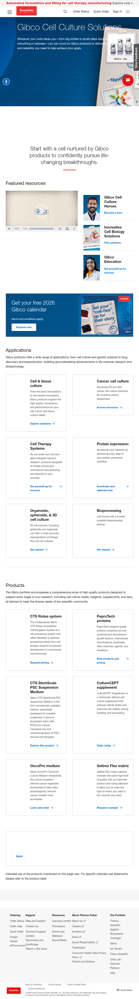 Automated formulation and filling for cell therapy manufacturing Explore now
ThermoFisher
SCIENTIFIC
Order Status
Quick Order
Sign in
Gibco Cell Culture Solutions
Wherever your work takes you—from big strides to small steps back, and
everything in between—you can count on Gibco products to deliver the
and reliability you need to help achieve your goals.
Give Feedback
Start with a cell nurtured by Gibco
products to confidently pursue life-
changing breakthroughs.
Featured resources
Gibco
0:00 /
0:35
Gibco Cell
Culture
Heroes
Become a hero
Innovative
Cell Biology
Solutions
Find solutions
Gibco
Education
Set yourself up for
success
Get your free 2026
Gibco calendar
(terms and conditions apply)
Request now
Set your
"cell-fies"
up for
their story
ThermoFisher
2026
gibco
Applications
Gibco products offer a wide range of applications, from cell culture and genetic analysis to drug
discovery and bioproduction, enabling groundbreaking advancements in life sciences research and
biotechnology.
Cell & tissue
culture
From the basic formulations
to the newest innovations,
Gibco products support the
high quality, consistency
and performance for your
cell culture and tissue
culture needs.
Explore solutions
Cancer cell culture
Advanced 2D and 3Ds
cancer cell culture solutions
for inventive cancer
researchers.
Access resources
Cell Therapy
Systems
As you scale your cell and
gene therapies beyond
research, products designed
to enable clinical and
commercial manufacturing
are essential to your
success.
Set yourself up for
success
Protein expression
Accelerate your research by
optimizing every step of
your protein expression
workflow.
Accelerate and
optimize now
Organoids,
spheroids, & 3D
cell culture
3D cell cultures, including
spheroids and organoids,
can offer a more accurate
representation of biology
than 2D cell cultures.
Get started
Bioprocessing
Join forces with a trusted
scalable bioprocessing
partner.
Get started
Products
The Gibco portfolio encompasses a comprehensive array of high-quality products designed to
support every stage of your research, including cell culture media, reagents, supplements, and sera,
all tailored to meet the diverse needs of the scientific community.
CTS Rotea system
The multipurpose Gibco
CTS Rotea Counterflow
Centrifugation System is a
cell processing system that
offers flexibility to address
processing needs from cell
therapy research to process
development to commercial
manufacturing.
Request pricing
PeproTech
proteins
PeproTech research-grade
proteins comprise not only
cytokines but recombinant
growth factors, chemokines,
neurotrophins, proteases,
other enzymes, ligands, and
receptors.
View products and
pricing
CTS StemScale
PSC Suspension
Medium
Gibco CTS StemScale PSC
Suspension Medium is the
first commercially available
medium specifically
developed for scalable
suspension culture of
pluripotent stem cells
(PSCs) for clinical
manufacturing and
commercialization of PSC-
derived cell therapies.
Explore this product
CultureCEPT
supplement
CultureCEPT Supplement is
a chemically defined cell
culture supplement that
reduces cellular stress and
improves cell viability during
handling and processing.
Order today
OncoPro medium
Gibco OncoPro Tumoroid
Culture Medium streamlines
the culture of patient-
derived cancer organoids
(tumoroids) to help make
physiologically relevant
cancer models more
accessible.
Learn and order
Geltrex Flex matrix
Geltrex Flex matrix options
maintain the same high level
of quality with an improved
product and sizing selection
to allow you to order the
type of matrix you want in
the volumes you need.
Request a sample
Apply
Intended use of the products mentioned on this page vary. For specific intended use statements
please refer to the product label.
Ordering
Order Status
Order Help
Quick Order
Supply
Center
eProcurement
Support
Help and Support
Contact Us
Technical Support
Centers
Documents and
Certificates
Report a Site Issue
Resources
Learning Centers
Promotions
Events and
Webinars
Social Media
About Thermo Fisher
About Us
Careers
Investors
News
Social Responsibility
Trademarks
Consumer Health Data Privacy
Policy
Policies and Notices
Our Portfolio
Thermo
Scientific
Applied
Biosystems
Invitrogen
Gibco
Ion Torrent
Fisher Scientific
Unity Lab
Services
Patheon
PPD
ThermoFisher
Terms & Conditions
Privacy Notice
Price & Freight Policy
Cookie Preferences
© 2006-2026 Thermo Fisher Scientific Inc. All rights reserved. All trademarks are the property
of Thermo Fisher Scientific and its subsidiaries unless otherwise specified.
United States